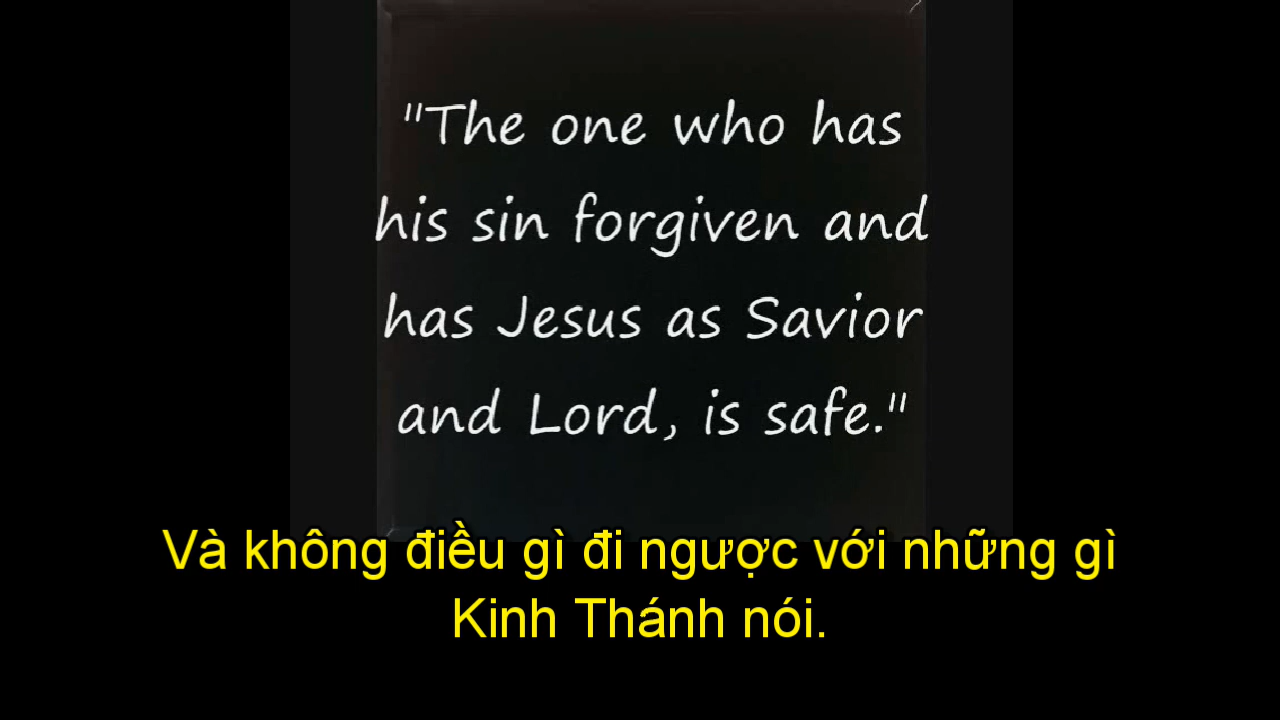 "The one who has
his sin forgiven and
has Jesus as Savior
and Lord, is safe."
Và không điều gì đi ngược với những gì
Kinh Thánh nói.